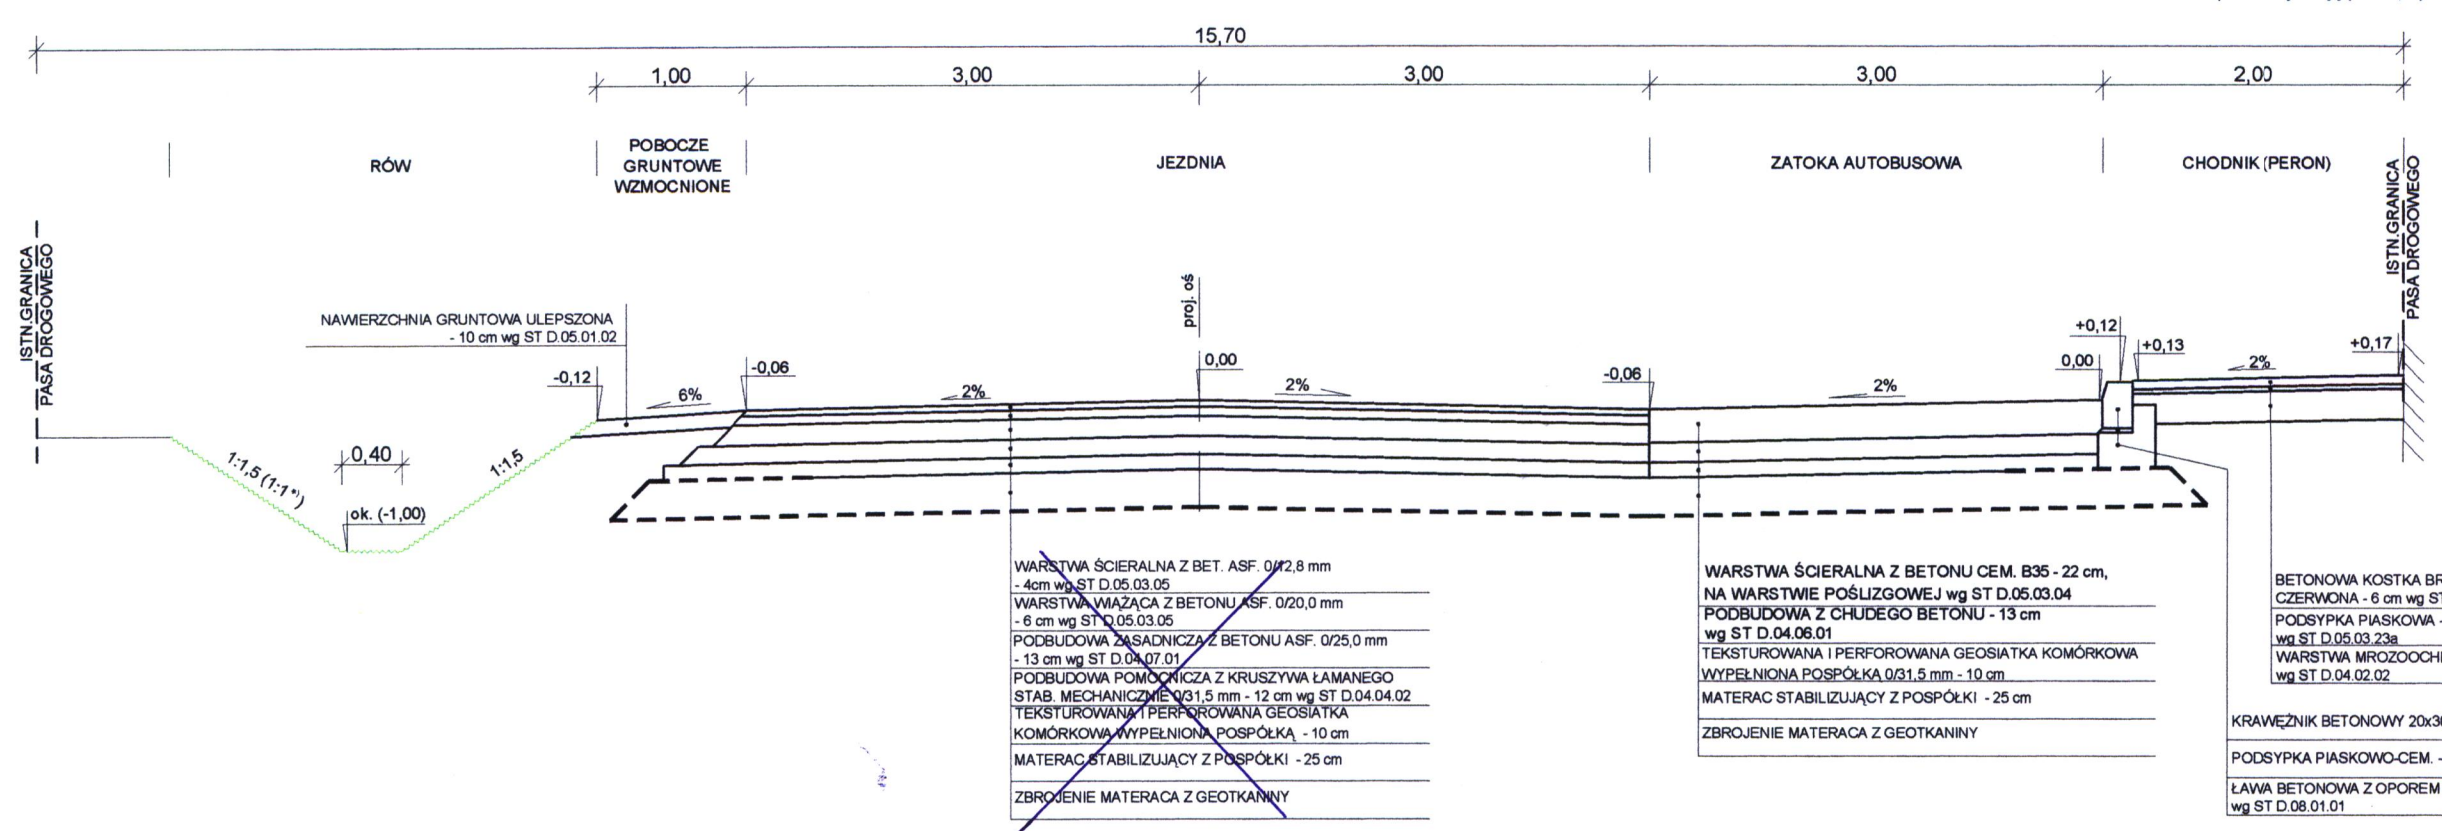 15,70
1,00
3,00
3,00
3,00
2,00
RÓW
POBOCZE
GRUNTOWE
WZMOCNIONE
JEZDNIA
ZATOKA AUTOBUSOWA
CHODNIK (PERON)
ISTN.GRANICA
PASA DROGOWEGO
ISTN.GRANICA
PASA DROGOWEGO
NAWIERZCHNIA GRUNTOWA ULEPSZONA
- 10 cm wg ST D.05.01.02
proj. oś
-0,12
-0,06
0,00
-0,06
0,00
+0,12
+0,13
+0,17
6%
2%
2%
2%
2%
1:1,5 (1:1*)
0,40
1:1,5
ok. (-1,00)
WARSTWA ŚCIERALNA Z BET. ASF. 0/12,8 mm
- 4cm wg ST D.05.03.05
WARSTWA WIĄŻĄCA Z BETONU ASF. 0/20,0 mm
- 6 cm wg ST D.05.03.05
PODBUDOWA ZASADNICZA Z BETONU ASF. 0/25,0 mm
- 13 cm wg ST D.04.07.01
PODBUDOWA POMOCNICZA Z KRUSZYWA ŁAMANEGO
STAB. MECHANICZNIE 0/31,5 mm - 12 cm wg ST D.04.04.02
TEKSTUROWANA I PERFOROWANA GEOSIATKA
KOMÓRKOWA WYPEŁNIONA POSPÓŁKĄ - 10 cm
MATERAC STABILIZUJĄCY Z POSPÓŁKI - 25 cm
ZBROJENIE MATERACA Z GEOTKANINY
WARSTWA ŚCIERALNA Z BETONU CEM. B35 - 22 cm,
NA WARSTWIE POŚLIZGOWEJ wg ST D.05.03.04
PODBUDOWA Z CHUDEGO BETONU - 13 cm
wg ST D.04.06.01
TEKSTUROWANA I PERFOROWANA GEOSIATKA KOMÓRKOWA
WYPEŁNIONA POSPÓŁKĄ 0/31,5 mm - 10 cm
MATERAC STABILIZUJĄCY Z POSPÓŁKI - 25 cm
ZBROJENIE MATERACA Z GEOTKANINY
BETONOWA KOSTKA BR
CZERWONA - 6 cm wg ST
PODSYPKA PIASKOWA -
wg ST D.05.03.23a
WARSTWA MROZOOCH
wg ST D.04.02.02
KRAWĘŻNIK BETONOWY 20x30
PODSYPKA PIASKOWO-CEM. -
ŁAWA BETONOWA Z OPOREM
wg ST D.08.01.01